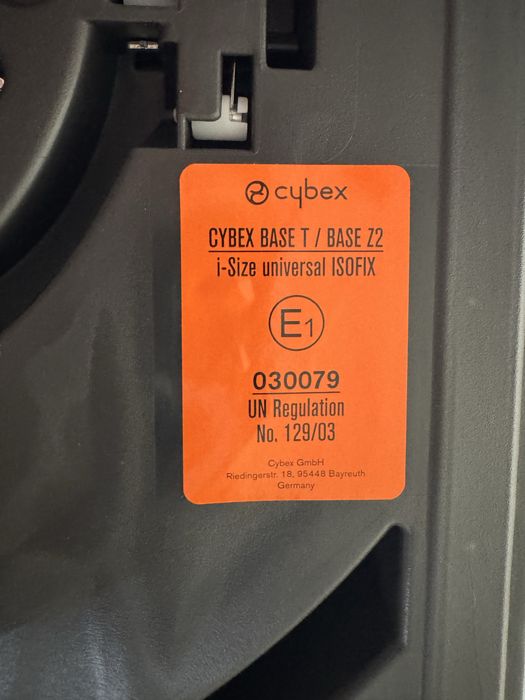 cybex
CYBEX BASE T / BASE Z2
i-Size universal ISOFIX
E1
030079
UN Regulation
No. 129/03
Cybex GmbH
Riedingerstr. 18, 95448 Bayreuth
Germany